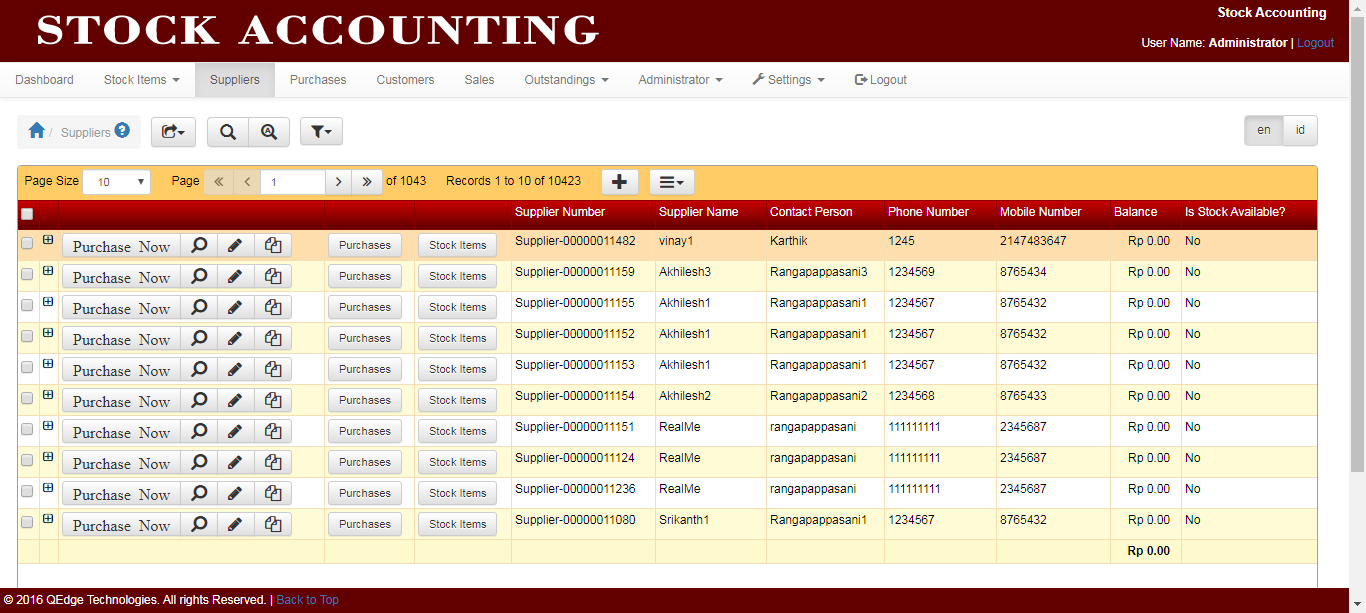 STOCK ACCOUNTING
Stock Accounting
User Name: Administrator | Logout
Dashboard Stock Items Suppliers Purchases Customers Sales Outstandings Administrator Settings Logout
/ Suppliers
en id
Page Size 10 Page 1 of 1043 Records 1 to 10 of 10423
Supplier Number Supplier Name Contact Person Phone Number Mobile Number Balance Is Stock Available?
Purchase Now Purchases Stock Items Supplier-00000011482 vinay1 Karthik 1245 2147483647 Rp 0.00 No
Purchase Now Purchases Stock Items Supplier-00000011159 Akhilesh3 Rangapappasani3 1234569 8765434 Rp 0.00 No
Purchase Now Purchases Stock Items Supplier-00000011155 Akhilesh1 Rangapappasani1 1234567 8765432 Rp 0.00 No
Purchase Now Purchases Stock Items Supplier-00000011152 Akhilesh1 Rangapappasani1 1234567 8765432 Rp 0.00 No
Purchase Now Purchases Stock Items Supplier-00000011153 Akhilesh1 Rangapappasani1 1234567 8765432 Rp 0.00 No
Purchase Now Purchases Stock Items Supplier-00000011154 Akhilesh2 Rangapappasani2 1234568 8765433 Rp 0.00 No
Purchase Now Purchases Stock Items Supplier-00000011151 RealMe rangapappasani 111111111 2345687 Rp 0.00 No
Purchase Now Purchases Stock Items Supplier-00000011124 RealMe rangapappasani 111111111 2345687 Rp 0.00 No
Purchase Now Purchases Stock Items Supplier-00000011236 RealMe rangapappasani 111111111 2345687 Rp 0.00 No
Purchase Now Purchases Stock Items Supplier-00000011080 Srikanth1 Rangapappasani1 1234567 8765432 Rp 0.00 No
Rp 0.00
© 2016 QEdge Technologies. All rights Reserved. | Back to Top